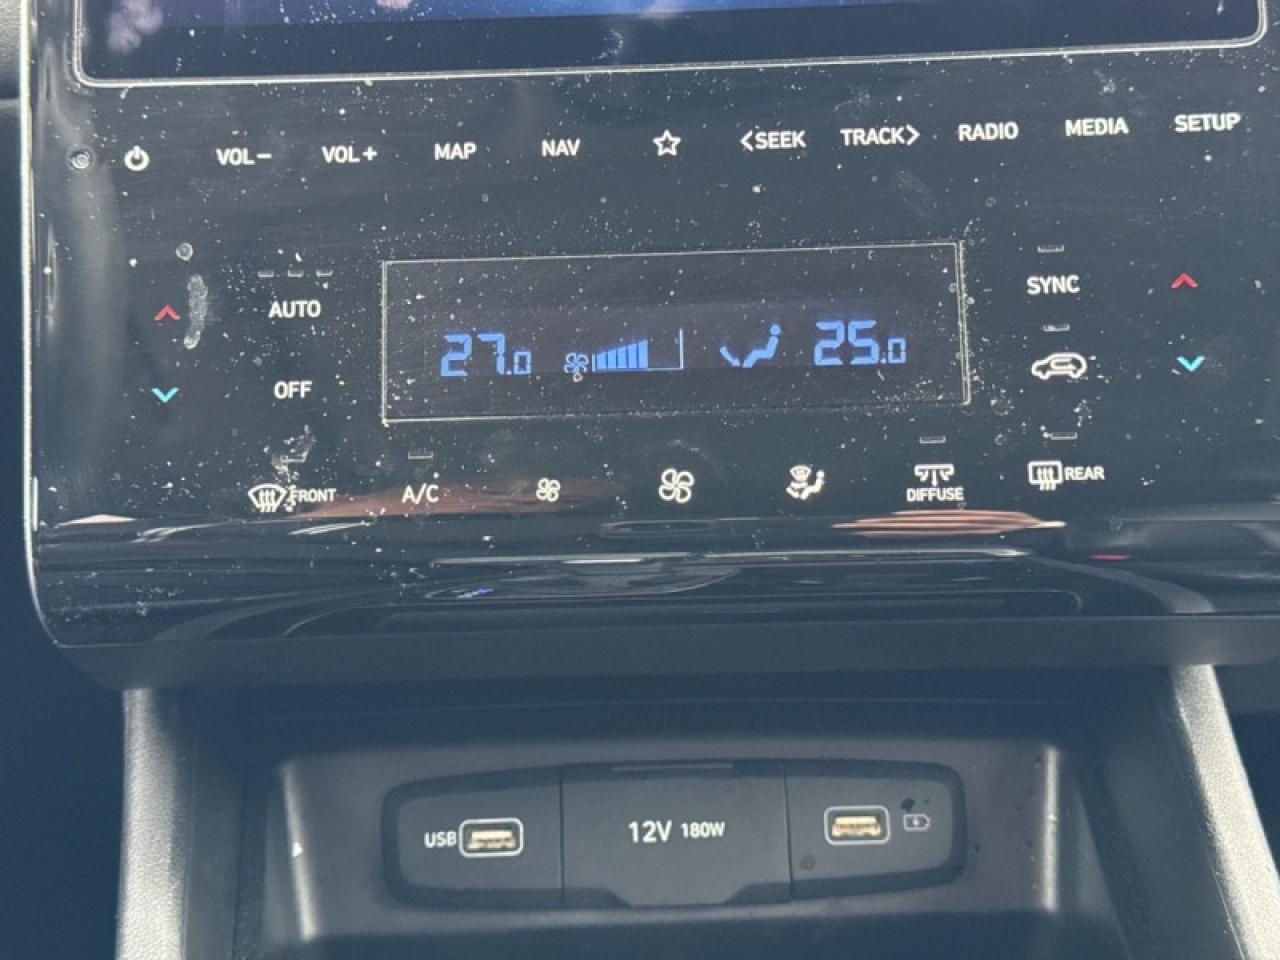 VOL− VOL+ MAP NAV <SEEK TRACK> RADIO MEDIA SETUP
AUTO SYNC
27.0 25.0
OFF
FRONT A/C DIFFUSE REAR
USB 12V 180W